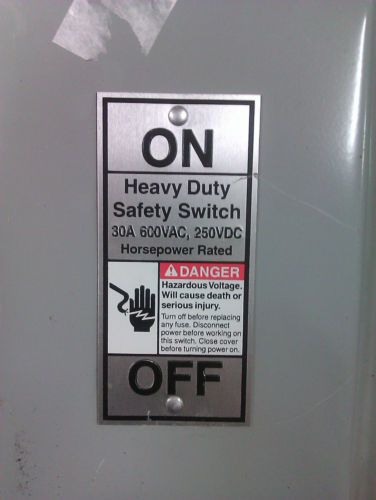 ON
Heavy Duty
Safety Switch
30A 600VAC, 250VDC
Horsepower Rated
DANGER
Hazardous Voltage.
Will cause death or
serious injury.
Turn off before replacing
any fuse. Disconnect
power before working on
this switch. Close cover
before turning power on.
OFF